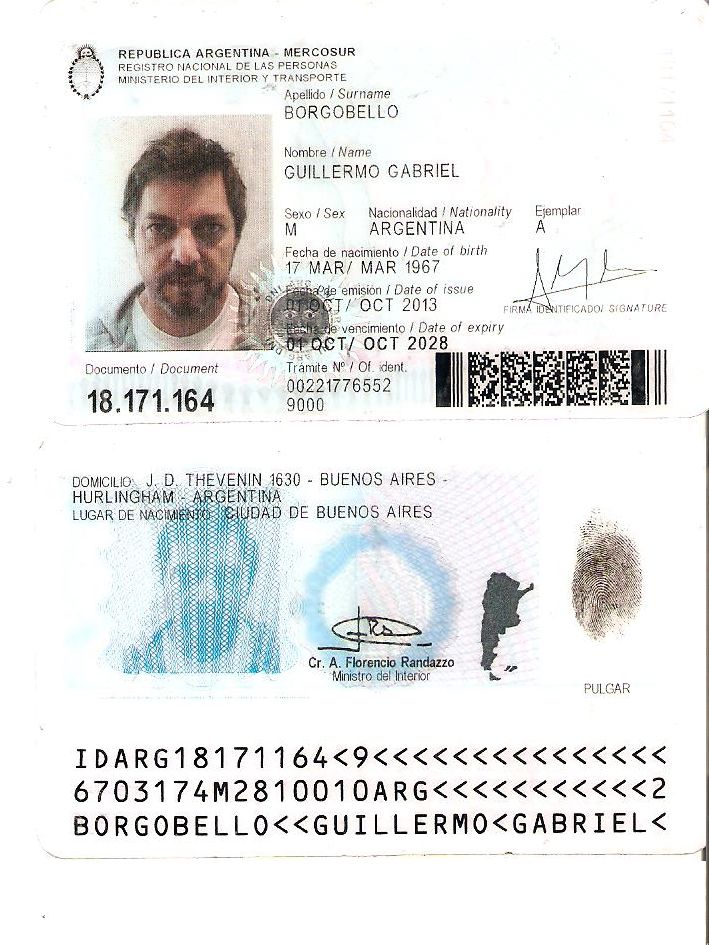 REPUBLICA ARGENTINA - MERCOSUR
REGISTRO NACIONAL DE LAS PERSONAS
MINISTERIO DEL INTERIOR Y TRANSPORTE
Apellido / Surname
BORGOBELLO
Nombre / Name
GUILLERMO GABRIEL
Sexo / Sex Nacionalidad / Nationality Ejemplar
M ARGENTINA A
Fecha de nacimiento / Date of birth
17 MAR/ MAR 1967
Fecha de emisión / Date of issue
01 OCT/ OCT 2013
FIRMA IDENTIFICADO/ SIGNATURE
Fecha de vencimiento / Date of expiry
01 OCT/ OCT 2028
Documento / Document
18.171.164
Trámite Nº / Of. ident.
00221776552
9000
DOMICILIO: J. D. THEVENIN 1630 - BUENOS AIRES -
HURLINGHAM - ARGENTINA
LUGAR DE NACIMIENTO: CIUDAD DE BUENOS AIRES
Cr. A. Florencio Randazzo
Ministro del Interior
PULGAR
IDARG18171164<9<<<<<<<<<<<<<<<
6703174M2810010ARG<<<<<<<<<<<2
BORGOBELLO<<GUILLERMO<GABRIEL<